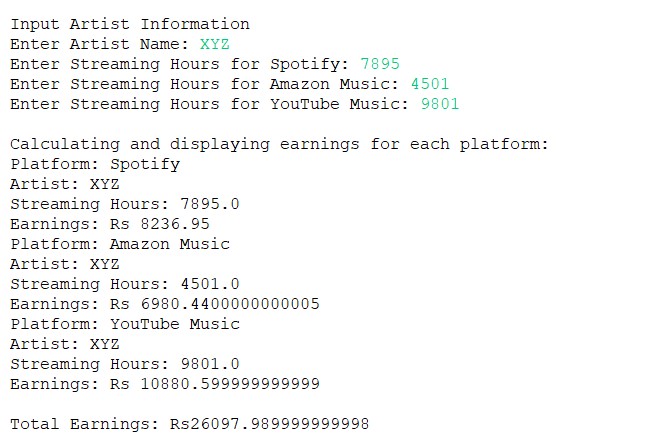 Input Artist Information
Enter Artist Name: XYZ
Enter Streaming Hours for Spotify: 7895
Enter Streaming Hours for Amazon Music: 4501
Enter Streaming Hours for YouTube Music: 9801
Calculating and displaying earnings for each platform:
Platform: Spotify
Artist: XYZ
Streaming Hours: 7895.0
Earnings: Rs 8236.95
Platform: Amazon Music
Artist: XYZ
Streaming Hours: 4501.0
Earnings: Rs 6980.4400000000005
Platform: YouTube Music
Artist: XYZ
Streaming Hours: 9801.0
Earnings: Rs 10880.599999999999
Total Earnings: Rs26097.989999999998